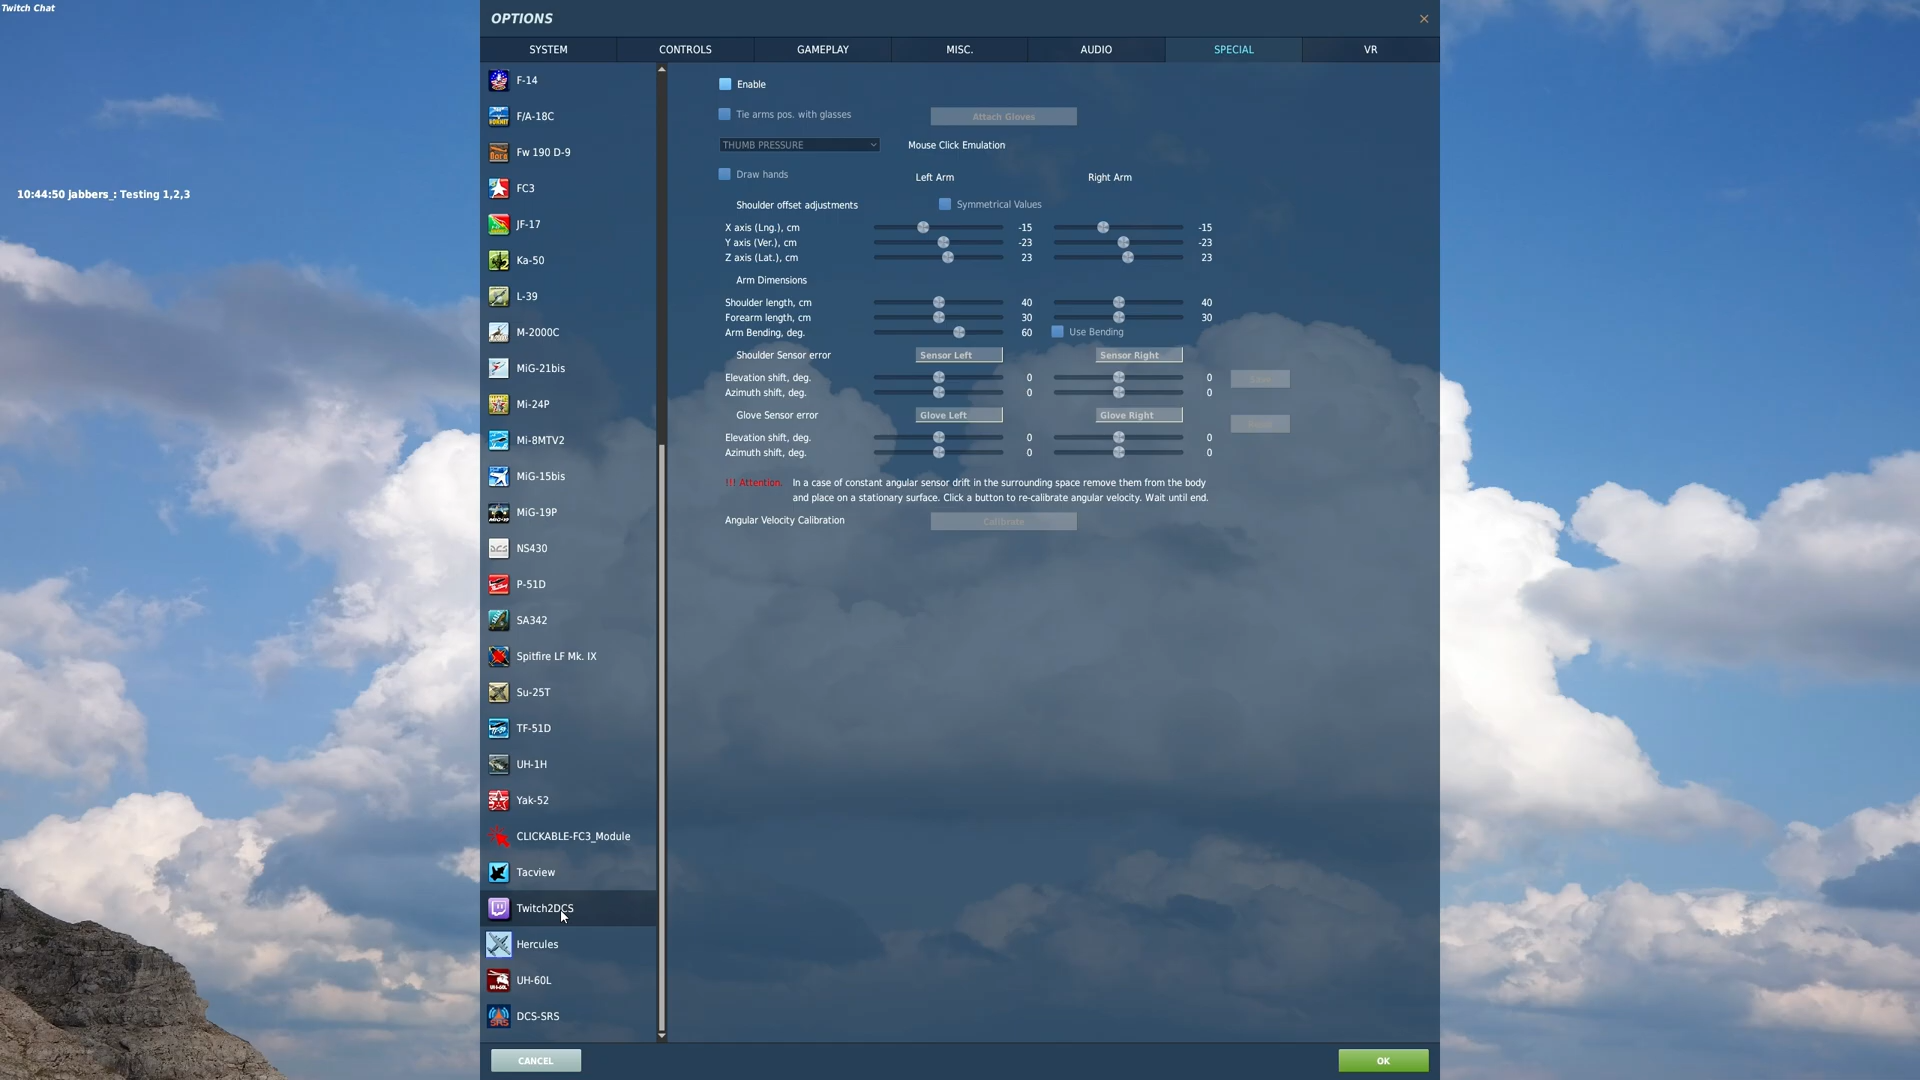 Twitch Chat
10:44:50 jabbers_: Testing 1,2,3
OPTIONS
SYSTEM
CONTROLS
GAMEPLAY
MISC.
AUDIO
SPECIAL
VR
F-14
F/A-18C
Fw 190 D-9
FC3
JF-17
Ka-50
L-39
M-2000C
MiG-21bis
Mi-24P
Mi-8MTV2
MiG-15bis
MiG-19P
NS430
P-51D
SA342
Spitfire LF Mk. IX
Su-25T
TF-51D
UH-1H
Yak-52
CLICKABLE-FC3_Module
Tacview
Twitch2DCS
Hercules
UH-60L
DCS-SRS
Enable
Tie arms pos. with glasses
Attach Gloves
THUMB PRESSURE
Mouse Click Emulation
Draw hands
Left Arm
Right Arm
Shoulder offset adjustments
Symmetrical Values
X axis (Lng.), cm -15 -15
Y axis (Ver.), cm -23 -23
Z axis (Lat.), cm 23 23
Arm Dimensions
Shoulder length, cm 40 40
Forearm length, cm 30 30
Arm Bending, deg. 60 Use Bending
Shoulder Sensor error Sensor Left Sensor Right
Elevation shift, deg. 0 0
Azimuth shift, deg. 0 0
Glove Sensor error Glove Left Glove Right
Elevation shift, deg. 0 0
Azimuth shift, deg. 0 0
!!! Attention. In a case of constant angular sensor drift in the surrounding space remove them from the body
and place on a stationary surface. Click a button to re-calibrate angular velocity. Wait until end.
Angular Velocity Calibration Calibrate
CANCEL
OK